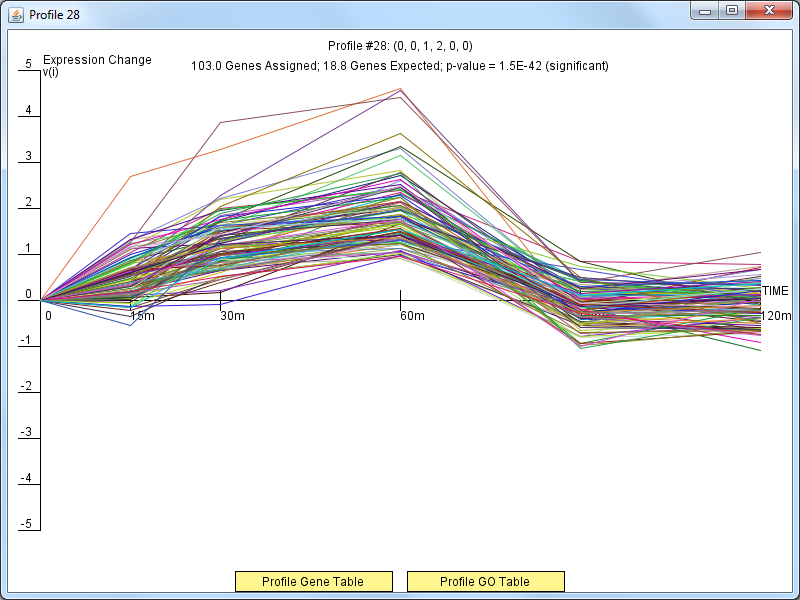 Profile 28
Profile #28: (0, 0, 1, 2, 0, 0)
103.0 Genes Assigned; 18.8 Genes Expected; p-value = 1.5E-42 (significant)
Expression Change
v(i)
5
4
3
2
1
0
-1
-2
-3
-4
-5
TIME
0
15m
30m
60m
120m
Profile Gene Table
Profile GO Table